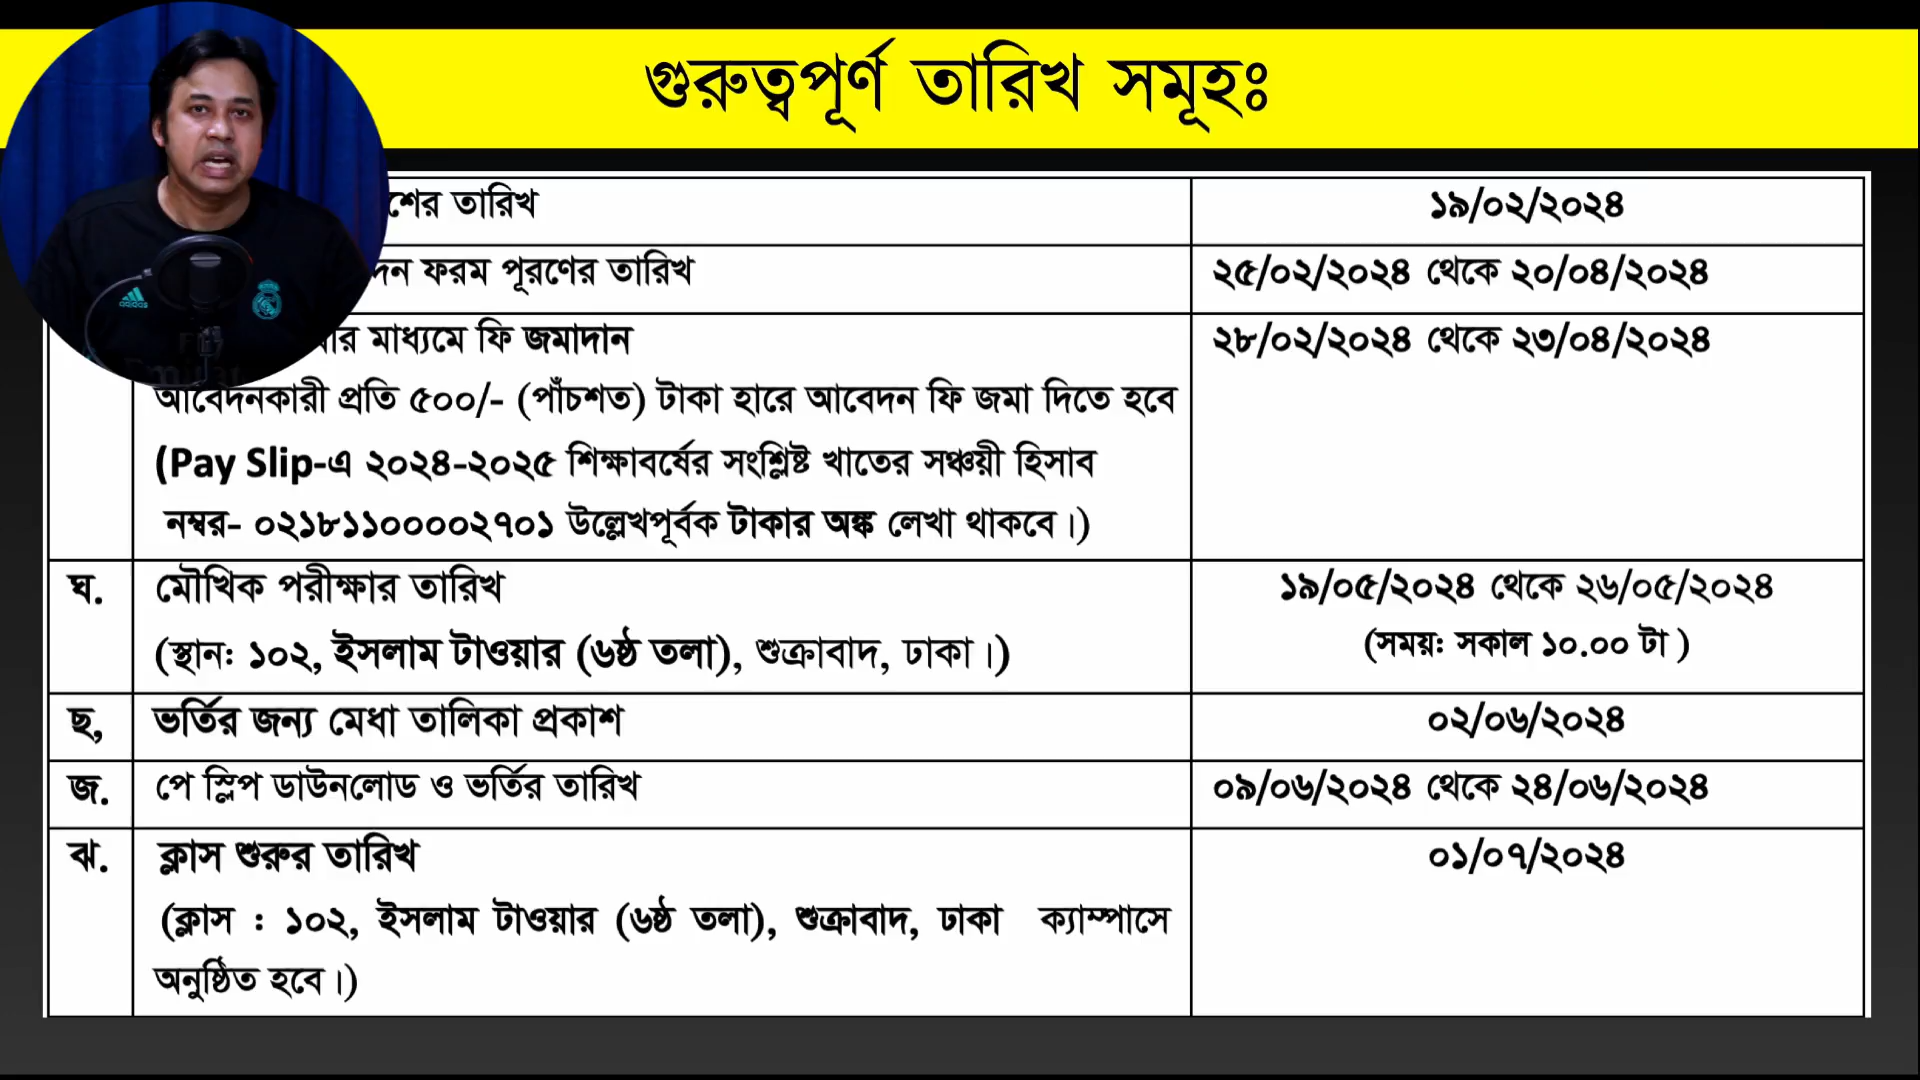 গুরুত্বপূর্ণ তারিখ সমূহঃ
শের তারিখ ১৯/০২/২০২৪
দন ফরম পূরণের তারিখ ২৫/০২/২০২৪ থেকে ২০/০৪/২০২৪
মাধ্যমে ফি জমাদান ২৮/০২/২০২৪ থেকে ২৩/০৪/২০২৪
আবেদনকারী প্রতি ৫০০/- (পাঁচশত) টাকা হারে আবেদন ফি জমা দিতে হবে
(Pay Slip-এ ২০২৪-২০২৫ শিক্ষাবর্ষের সংশ্লিষ্ট খাতের সঞ্চয়ী হিসাব
নম্বর- ০২১৮১১০০০০২৭০১ উল্লেখপূর্বক টাকার অঙ্ক লেখা থাকবে।)
ঘ. মৌখিক পরীক্ষার তারিখ ১৯/০৫/২০২৪ থেকে ২৬/০৫/২০২৪
(স্থান: ১০২, ইসলাম টাওয়ার (৬ষ্ঠ তলা), শুক্রাবাদ, ঢাকা।) (সময়: সকাল ১০.০০ টা )
ছ, ভর্তির জন্য মেধা তালিকা প্রকাশ ০২/০৬/২০২৪
জ. পে স্লিপ ডাউনলোড ও ভর্তির তারিখ ০৯/০৬/২০২৪ থেকে ২৪/০৬/২০২৪
ঝ. ক্লাস শুরুর তারিখ ০১/০৭/২০২৪
(ক্লাস : ১০২, ইসলাম টাওয়ার (৬ষ্ঠ তলা), শুক্রাবাদ, ঢাকা ক্যাম্পাসে
অনুষ্ঠিত হবে।)
adidas